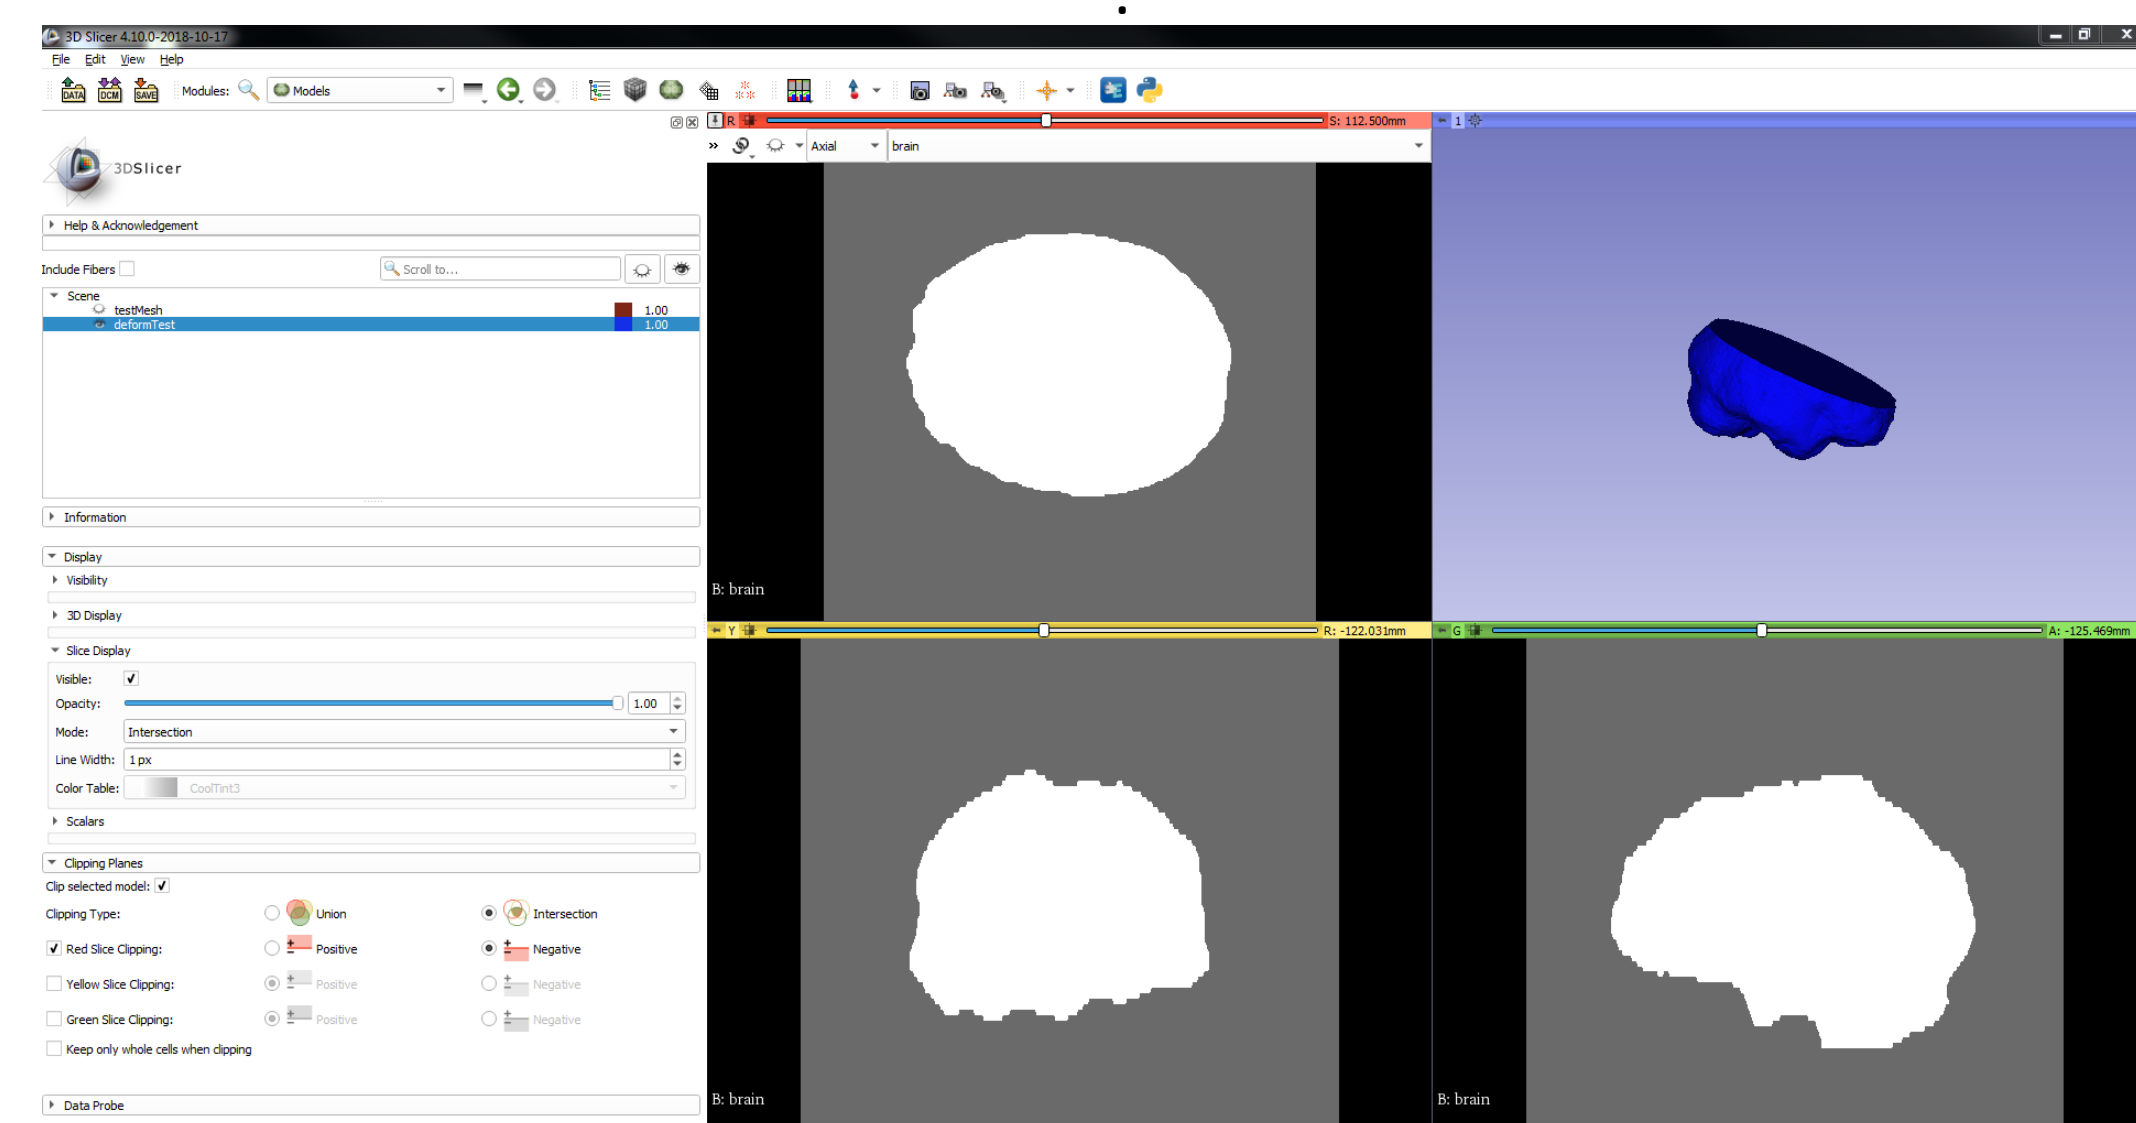 3D Slicer 4.10.0-2018-10-17
File Edit View Help
DATA DCM SAVE Modules: Models
3DSlicer
Help & Acknowledgement
Include Fibers Scroll to...
Scene
testMesh 1.00
deformTest 1.00
Information
Display
Visibility
3D Display
Slice Display
Visible:
Opacity: 1.00
Mode: Intersection
Line Width: 1 px
Color Table: CoolTint3
Scalars
Clipping Planes
Clip selected model:
Clipping Type: Union Intersection
Red Slice Clipping: Positive Negative
Yellow Slice Clipping: Positive Negative
Green Slice Clipping: Positive Negative
Keep only whole cells when clipping
Data Probe
R S: 112.500mm
» Axial brain
B: brain
1
Y R: -122.031mm
B: brain
G A: -125.469mm
B: brain